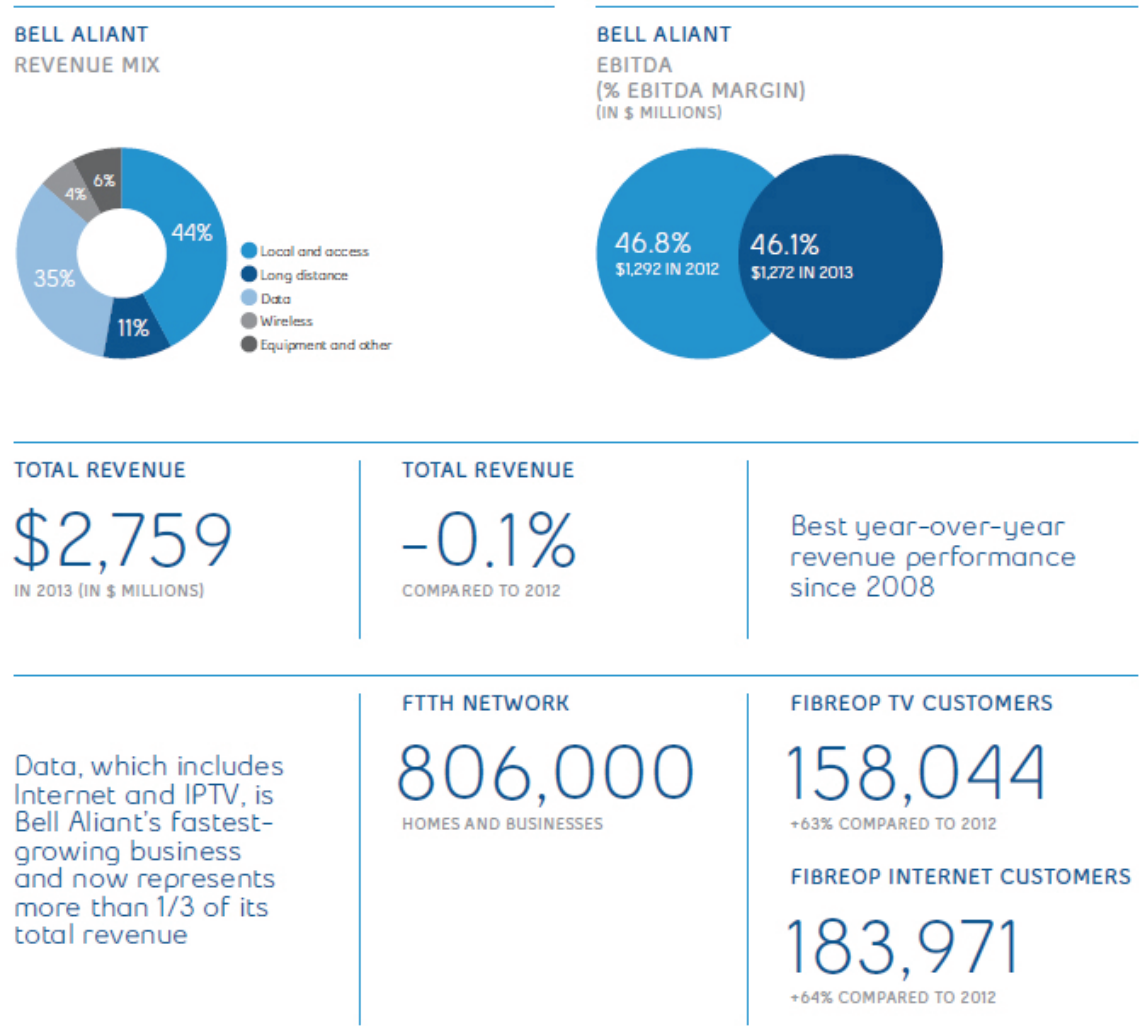 BELL ALIANT
REVENUE MIX
6%
4%
44%
35%
11%
Local and access
Long distance
Data
Wireless
Equipment and other
BELL ALIANT
EBITDA
(% EBITDA MARGIN)
(IN $ MILLIONS)
46.8%
$1,292 IN 2012
46.1%
$1,272 IN 2013
TOTAL REVENUE
$2,759
IN 2013 (IN $ MILLIONS)
TOTAL REVENUE
-0.1%
COMPARED TO 2012
Best year-over-year
revenue performance
since 2008
Data, which includes
Internet and IPTV, is
Bell Aliant's fastest-
growing business
and now represents
more than 1/3 of its
total revenue
FTTH NETWORK
806,000
HOMES AND BUSINESSES
FIBREOP TV CUSTOMERS
158,044
+63% COMPARED TO 2012
FIBREOP INTERNET CUSTOMERS
183,971
+64% COMPARED TO 2012